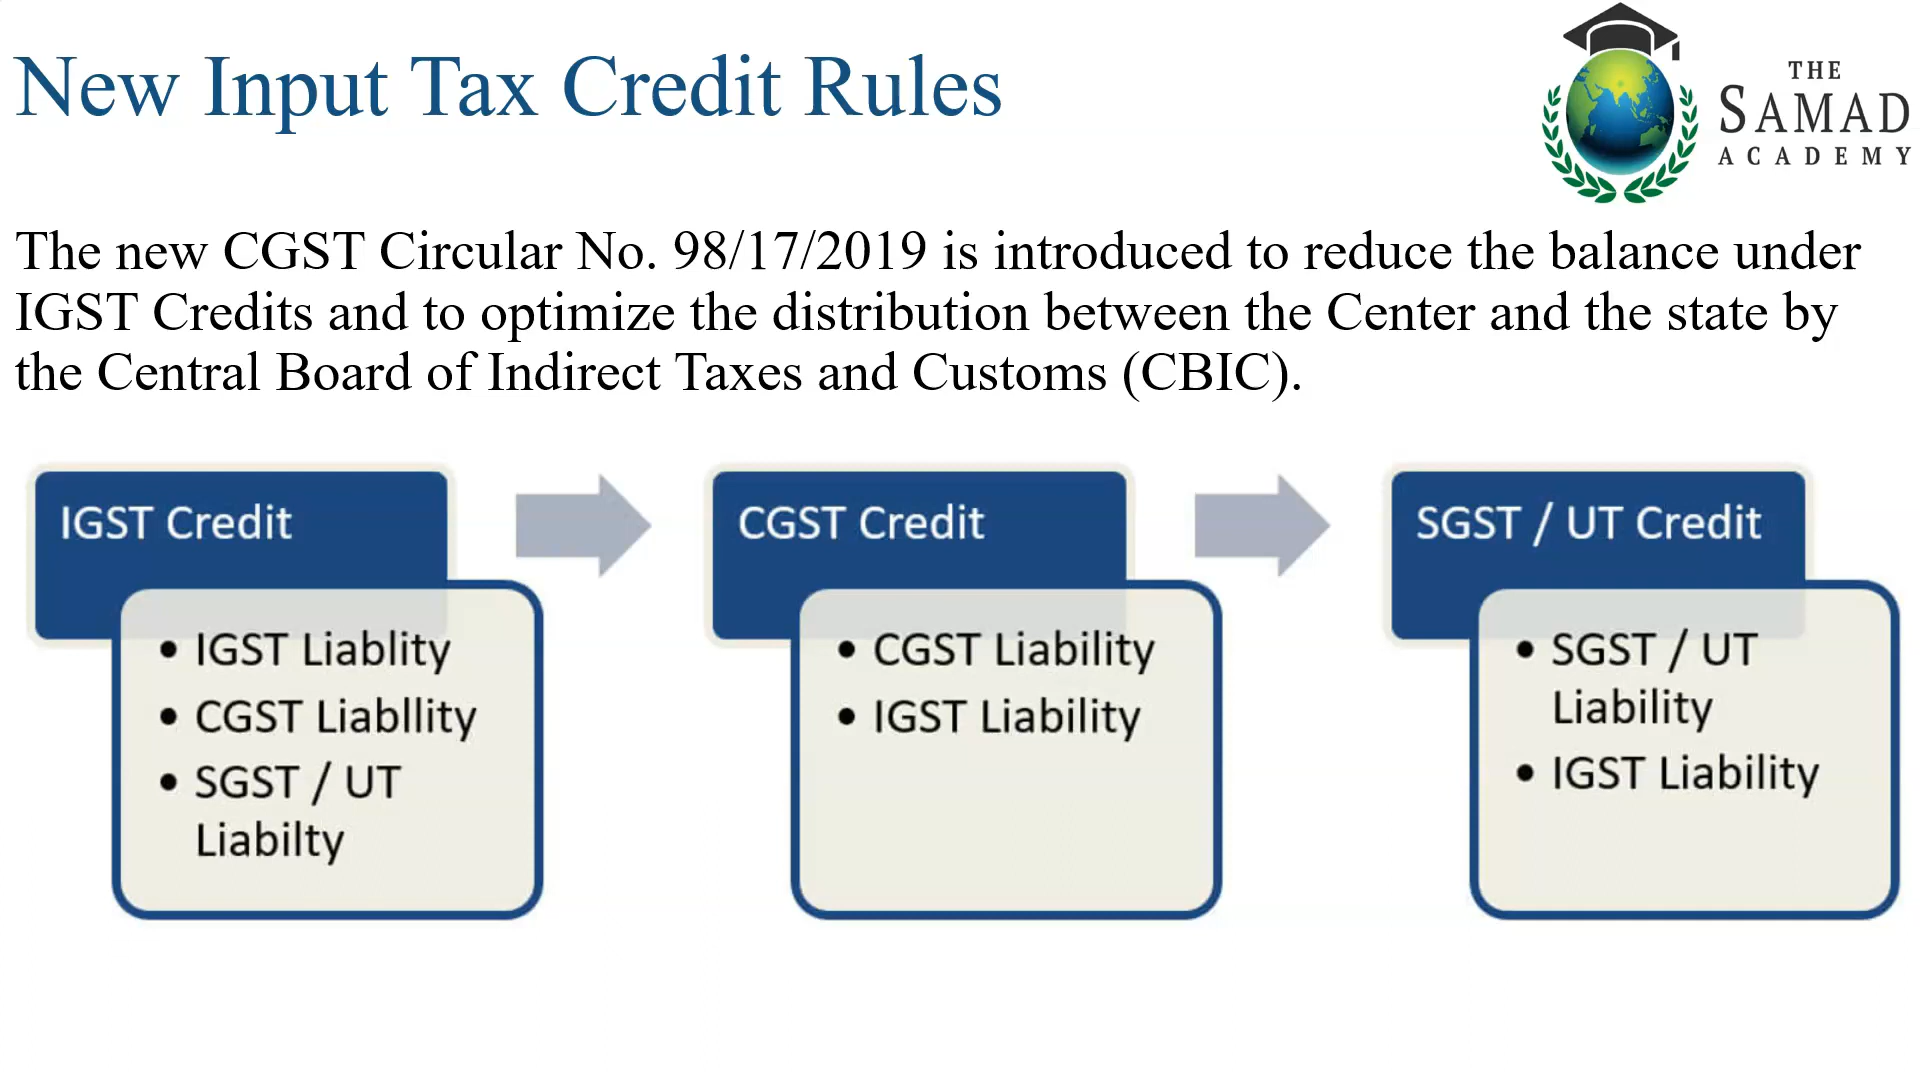 New Input Tax Credit Rules
THE
SAMAD
ACADEMY
The new CGST Circular No. 98/17/2019 is introduced to reduce the balance under
IGST Credits and to optimize the distribution between the Center and the state by
the Central Board of Indirect Taxes and Customs (CBIC).
IGST Credit
• IGST Liablity
• CGST Liabllity
• SGST / UT
Liabilty
CGST Credit
• CGST Liability
• IGST Liability
SGST / UT Credit
• SGST / UT
Liability
• IGST Liability